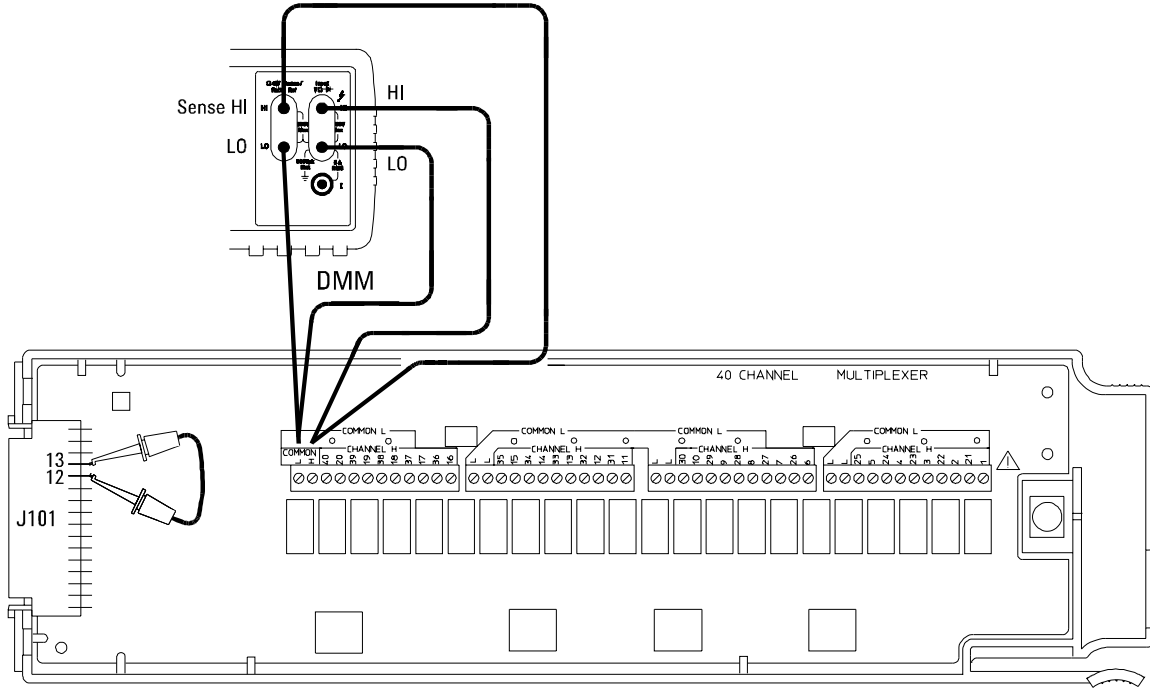 Sense HI
HI
HI
LO
LO
LO
DMM
40 CHANNEL MULTIPLEXER
COMMON L
COMMON L
COMMON L
COMMON L
COMMON
CHANNEL H
CHANNEL H
CHANNEL H
CHANNEL H
L H 40 20 39 19 38 18 37 17 36 16
L L 35 15 34 14 33 13 32 12 31 11
L L 30 10 29 9 28 8 27 7 26 6
L L 25 5 24 4 23 3 22 2 21 1
13
12
J101